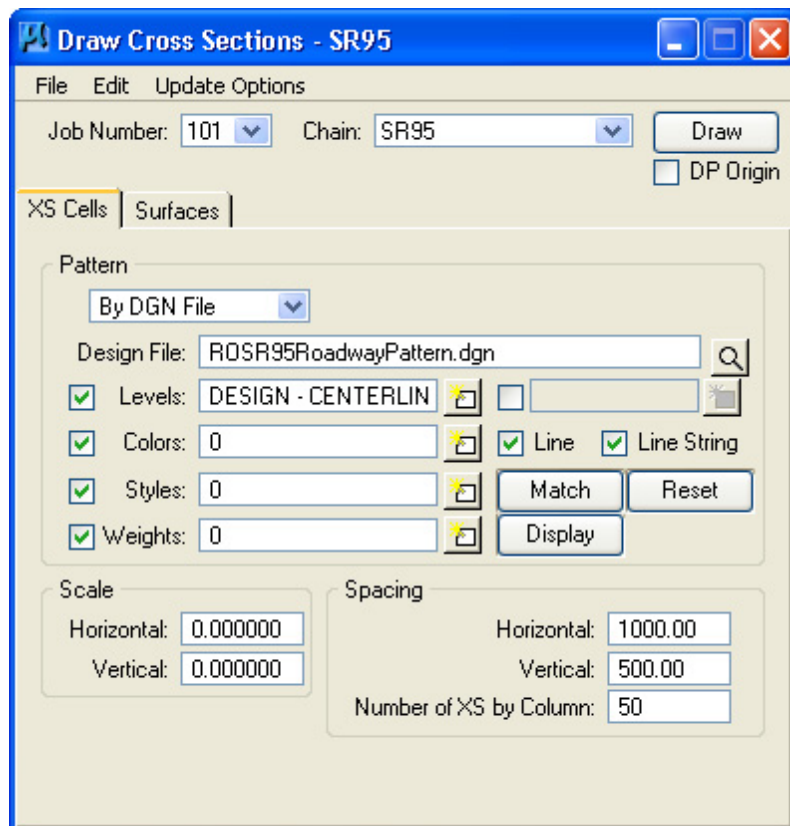 Draw Cross Sections - SR95
File Edit Update Options
Job Number: 101 Chain: SR95 Draw
DP Origin
XS Cells Surfaces
Pattern
By DGN File
Design File: ROSR95RoadwayPattern.dgn
Levels: DESIGN - CENTERLIN
Colors: 0 Line Line String
Styles: 0 Match Reset
Weights: 0 Display
Scale Spacing
Horizontal: 0.000000 Horizontal: 1000.00
Vertical: 0.000000 Vertical: 500.00
Number of XS by Column: 50